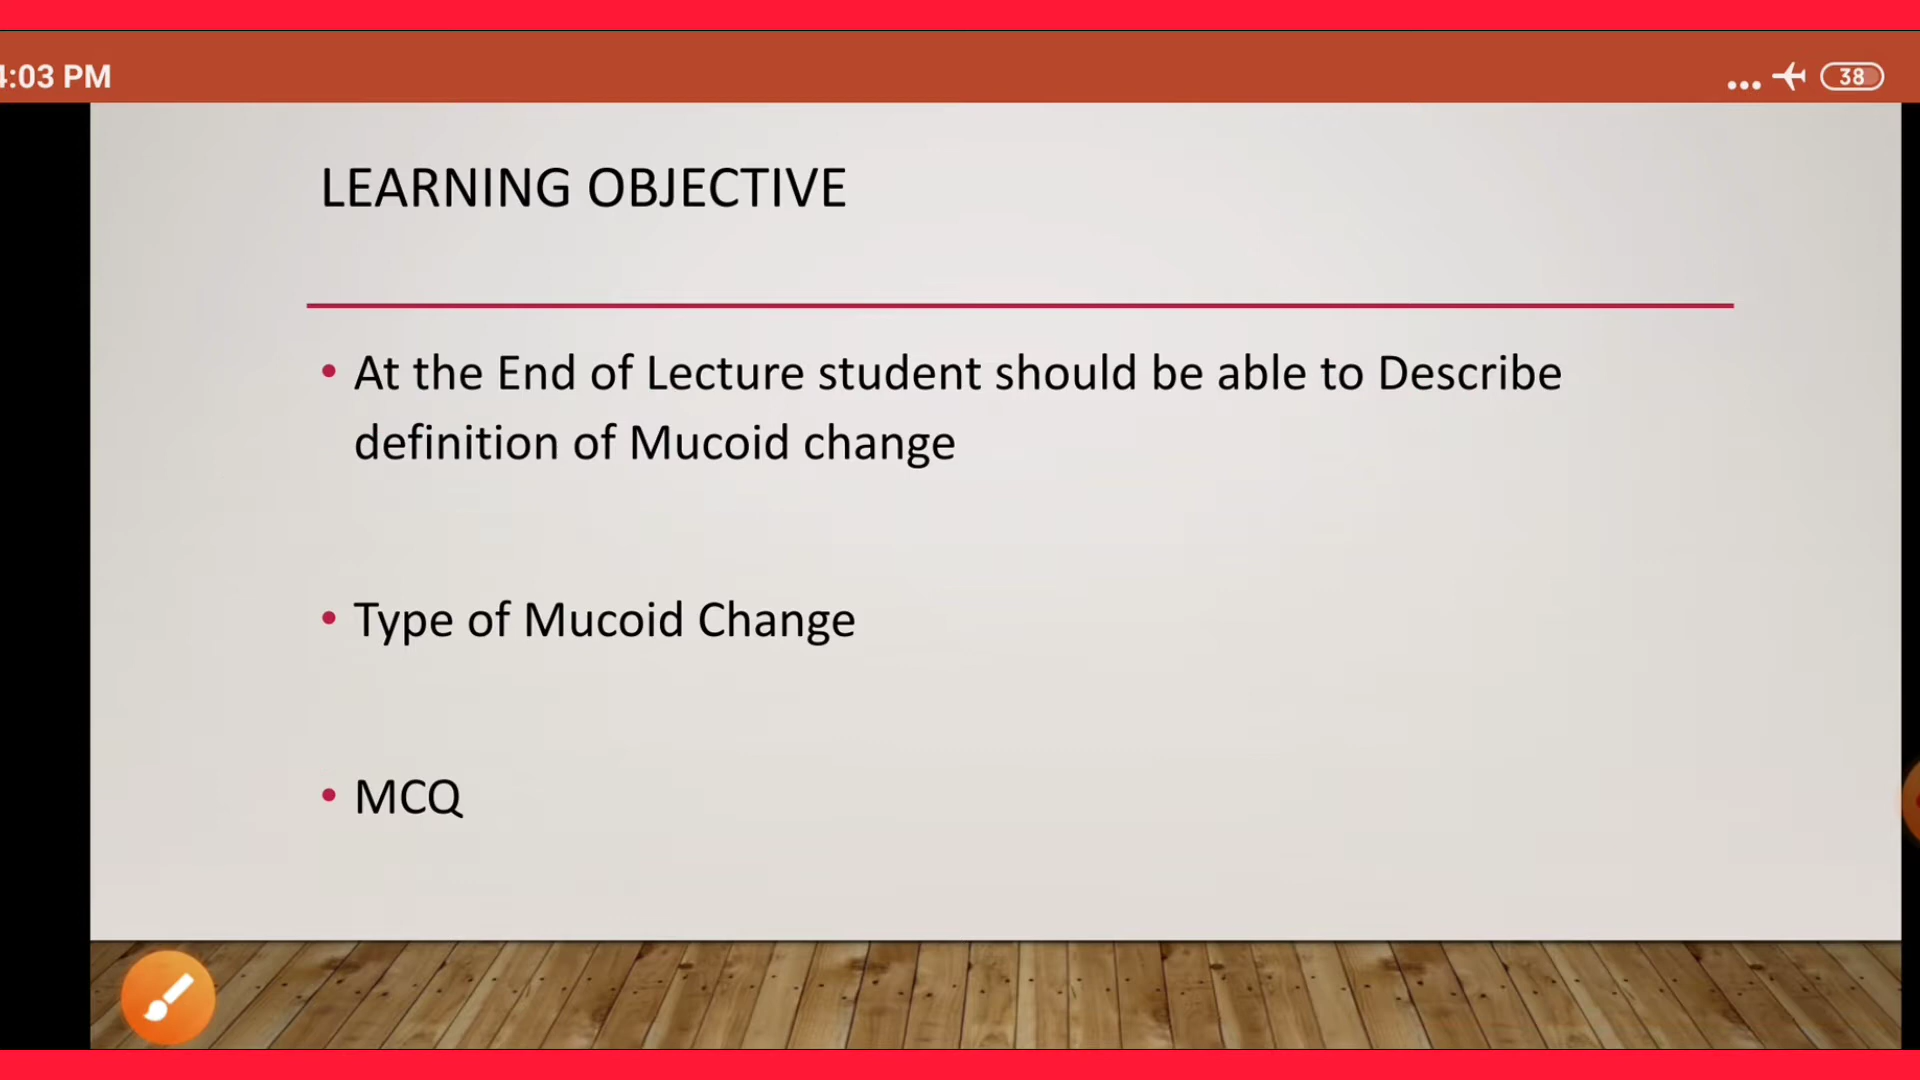 :03 PM
38
LEARNING OBJECTIVE
• At the End of Lecture student should be able to Describe
definition of Mucoid change
• Type of Mucoid Change
• MCQ